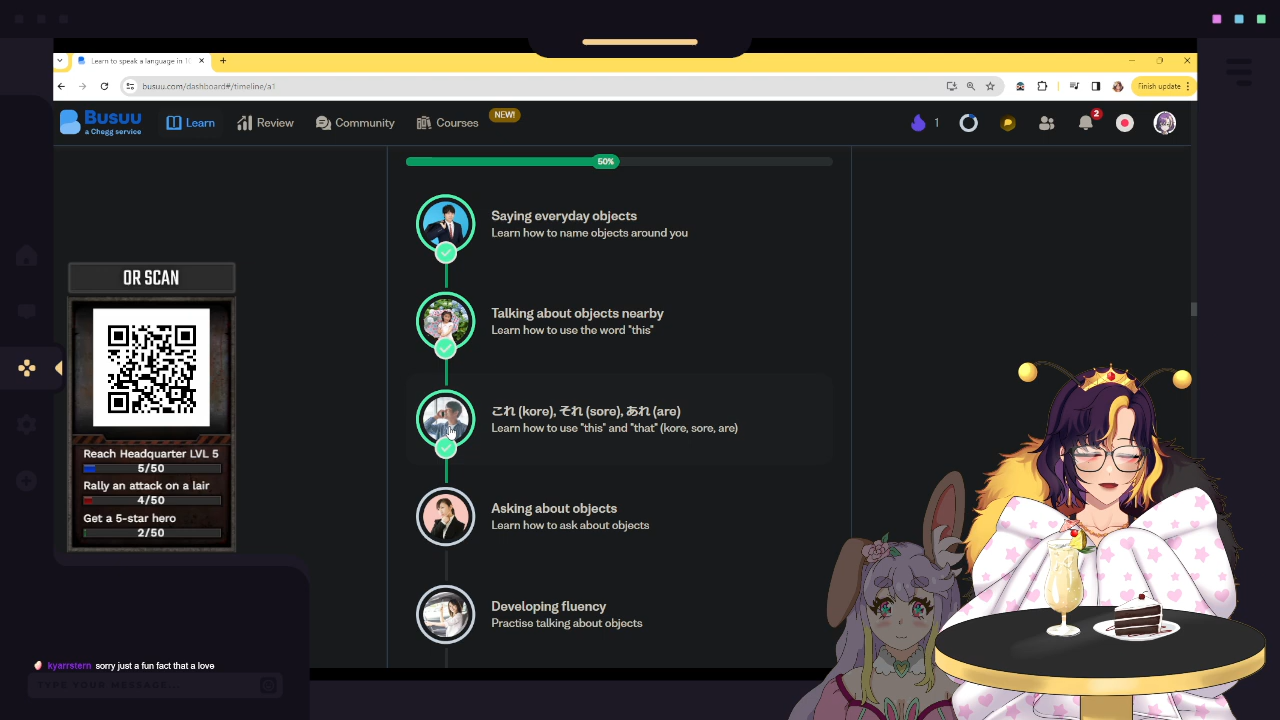 Learn to speak a language in 10
busuu.com/dashboard#/timeline/a1
Finish update
Busuu
a Chegg service
Learn
Review
Community
Courses
NEW!
1
2
50%
Saying everyday objects
Learn how to name objects around you
Talking about objects nearby
Learn how to use the word "this"
これ (kore), それ (sore), あれ (are)
Learn how to use "this" and "that" (kore, sore, are)
Asking about objects
Learn how to ask about objects
Developing fluency
Practise talking about objects
OR SCAN
Reach Headquarter LVL 5
5/50
Rally an attack on a lair
4/50
Get a 5-star hero
2/50
kyarrstern sorry just a fun fact that a love
TYPE YOUR MESSAGE...